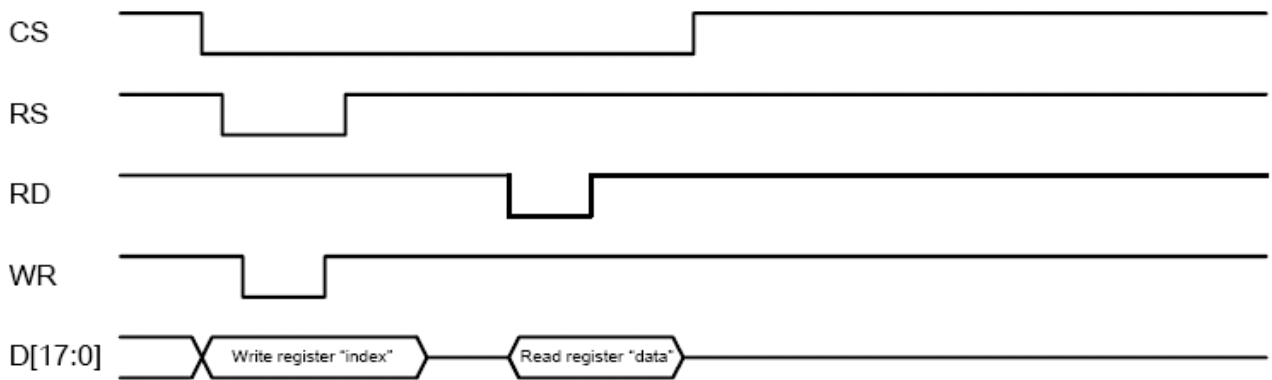 CS
RS
RD
WR
D[17:0] Write register “index” Read register “data”